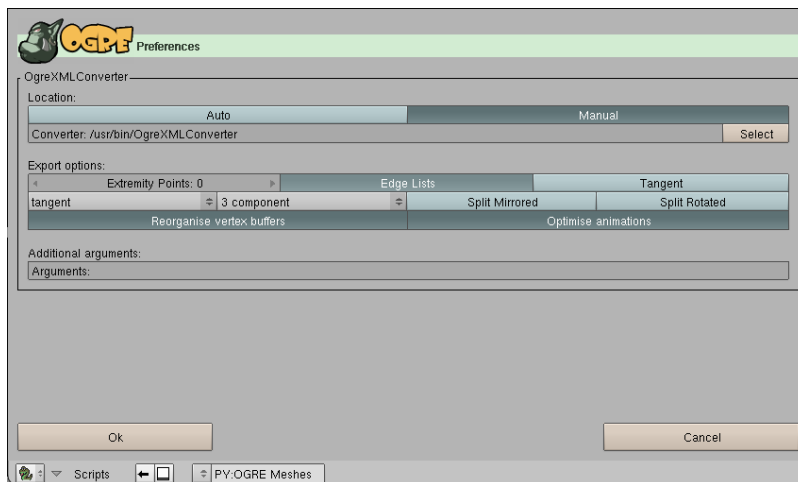 OGRE Preferences
OgreXMLConverter
Location:
Auto Manual
Converter: /usr/bin/OgreXMLConverter Select
Export options:
Extremity Points: 0 Edge Lists Tangent
tangent 3 component Split Mirrored Split Rotated
Reorganise vertex buffers Optimise animations
Additional arguments:
Arguments:
Ok Cancel
Scripts PY:OGRE Meshes